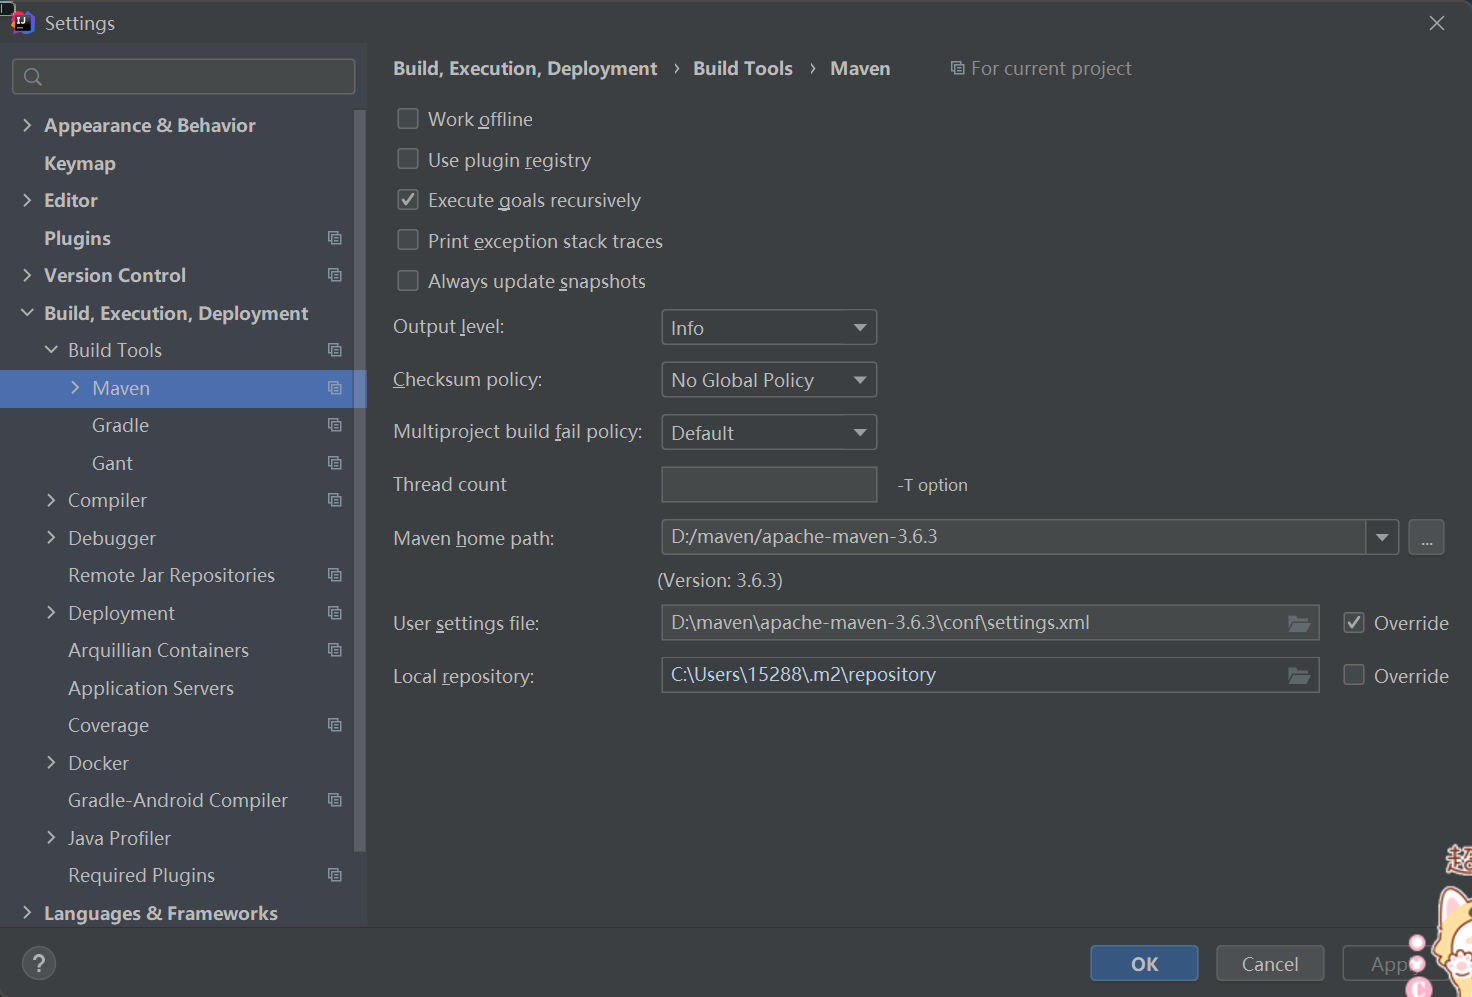 Settings
Build, Execution, Deployment › Build Tools › Maven For current project
Appearance & Behavior
Keymap
Editor
Plugins
Version Control
Build, Execution, Deployment
Build Tools
Maven
Gradle
Gant
Compiler
Debugger
Remote Jar Repositories
Deployment
Arquillian Containers
Application Servers
Coverage
Docker
Gradle-Android Compiler
Java Profiler
Required Plugins
Languages & Frameworks
Work offline
Use plugin registry
Execute goals recursively
Print exception stack traces
Always update snapshots
Output level: Info
Checksum policy: No Global Policy
Multiproject build fail policy: Default
Thread count -T option
Maven home path: D:/maven/apache-maven-3.6.3 ...
(Version: 3.6.3)
User settings file: D:\maven\apache-maven-3.6.3\conf\settings.xml Override
Local repository: C:\Users\15288\.m2\repository Override
超
? OK Cancel App
C